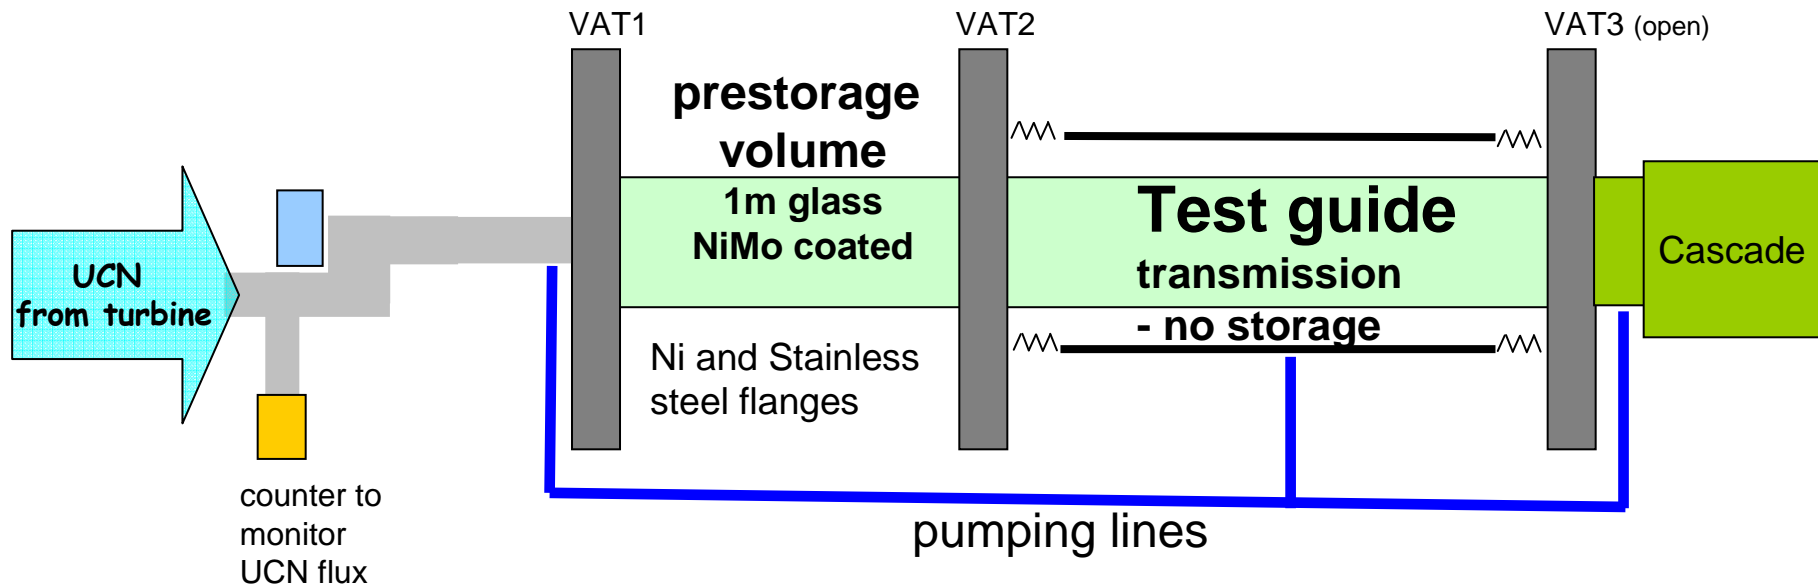 VAT1
VAT2
VAT3 (open)
prestorage
volume
1m glass
NiMo coated
Test guide
transmission
- no storage
Cascade
UCN
from turbine
Ni and Stainless
steel flanges
counter to
monitor
UCN flux
pumping lines